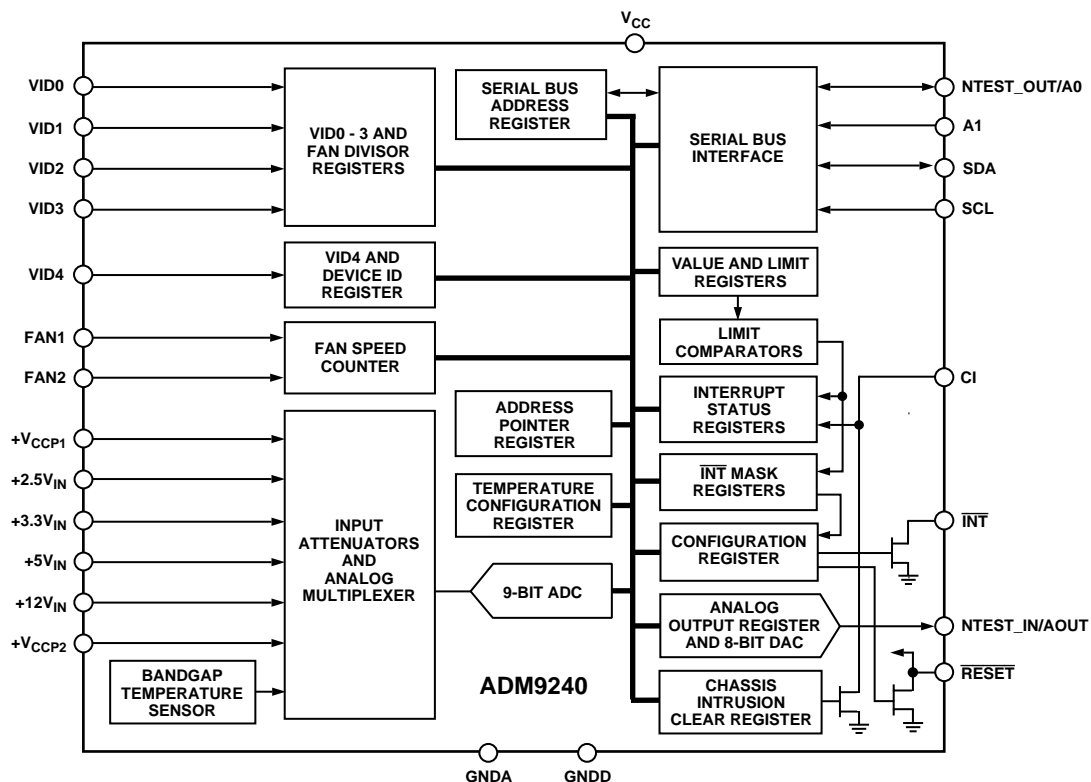 VCC
VID0
VID1
VID2
VID3
VID4
FAN1
FAN2
+VCCP1
+2.5VIN
+3.3VIN
+5VIN
+12VIN
+VCCP2
VID0 - 3 AND
FAN DIVISOR
REGISTERS
VID4 AND
DEVICE ID
REGISTER
FAN SPEED
COUNTER
INPUT
ATTENUATORS
AND
ANALOG
MULTIPLEXER
BANDGAP
TEMPERATURE
SENSOR
SERIAL BUS
ADDRESS
REGISTER
ADDRESS
POINTER
REGISTER
TEMPERATURE
CONFIGURATION
REGISTER
9-BIT ADC
ADM9240
SERIAL BUS
INTERFACE
VALUE AND LIMIT
REGISTERS
LIMIT
COMPARATORS
INTERRUPT
STATUS
REGISTERS
INT MASK
REGISTERS
CONFIGURATION
REGISTER
ANALOG
OUTPUT REGISTER
AND 8-BIT DAC
CHASSIS
INTRUSION
CLEAR REGISTER
NTEST_OUT/A0
A1
SDA
SCL
CI
INT
NTEST_IN/AOUT
RESET
GNDA
GNDD